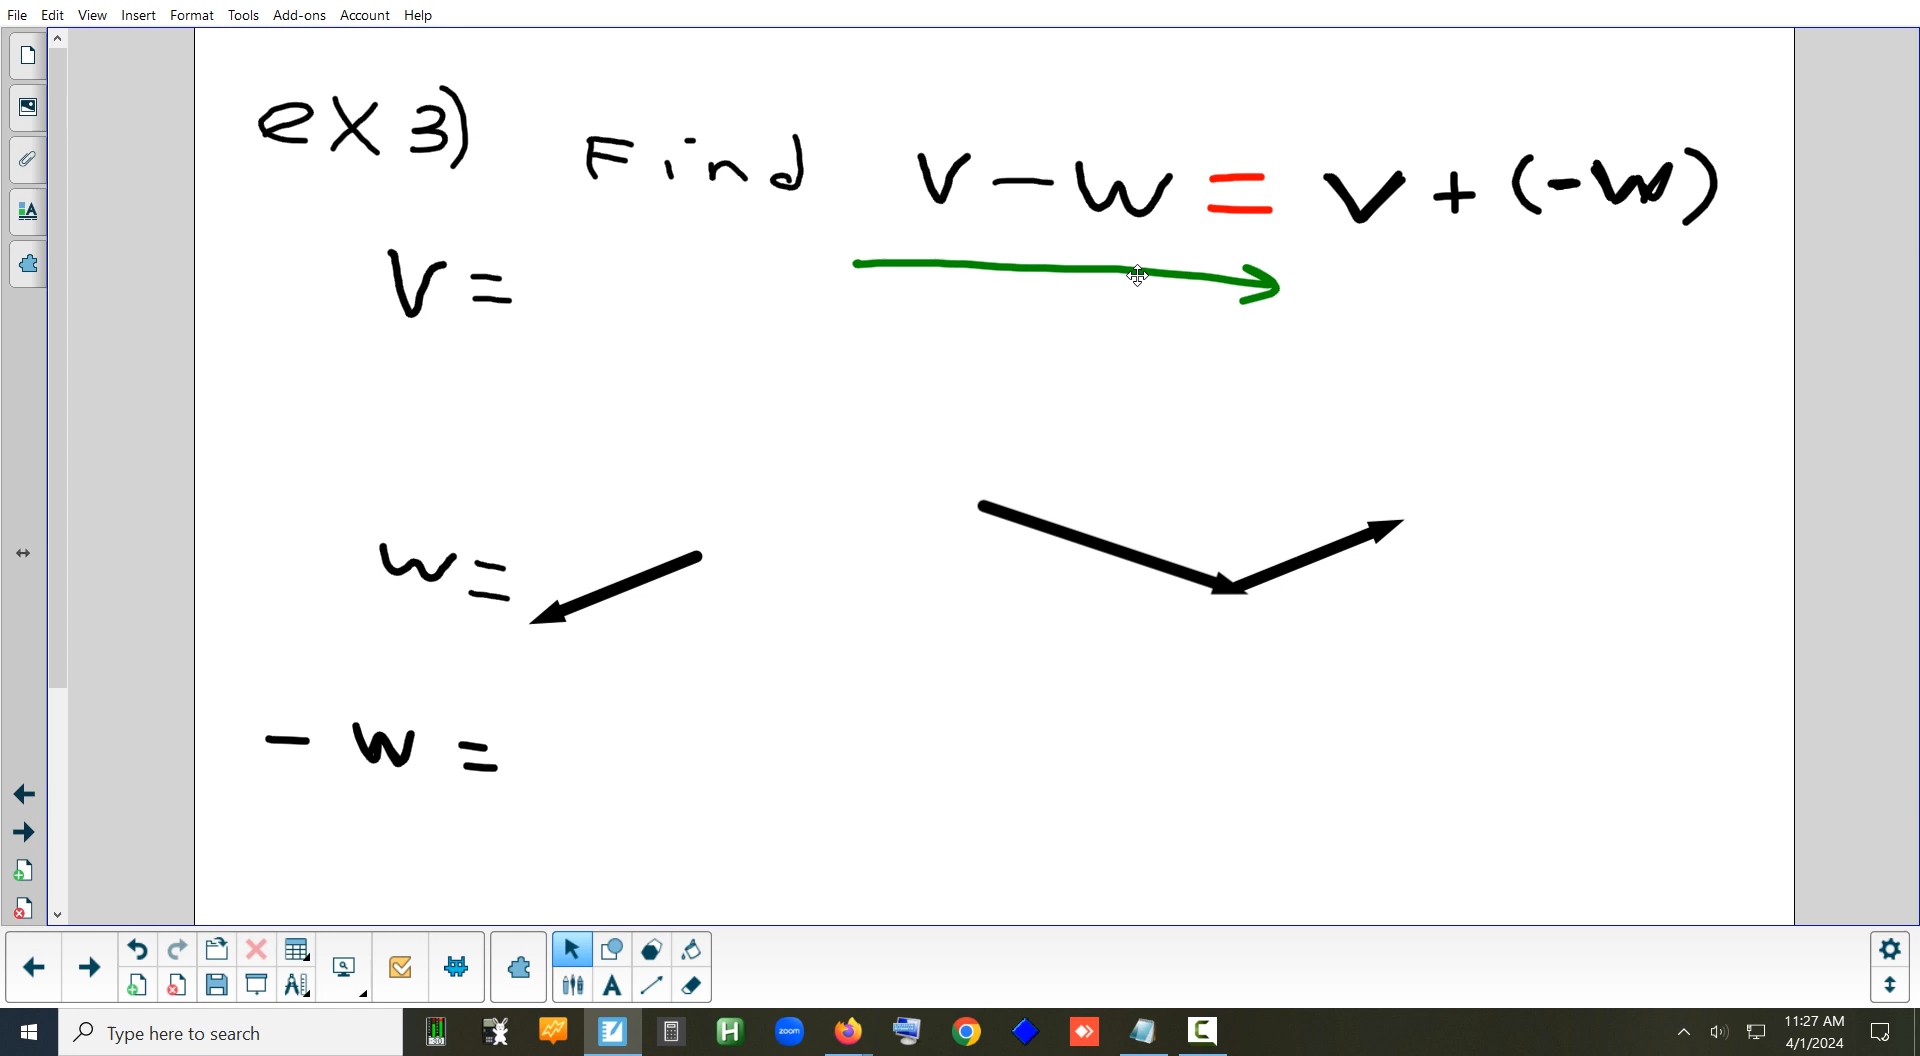 File Edit View Insert Format Tools Add-ons Account Help
ex 3) Find v - w = v + (-w)
v =
w =
- w =
Type here to search
zoom
11:27 AM
4/1/2024